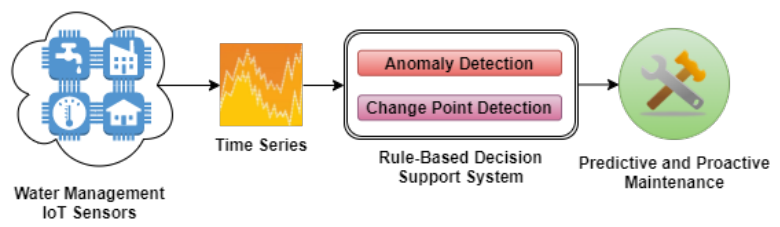 Anomaly Detection
Change Point Detection
Time Series
Rule-Based Decision
Support System
Predictive and Proactive
Maintenance
Water Management
IoT Sensors